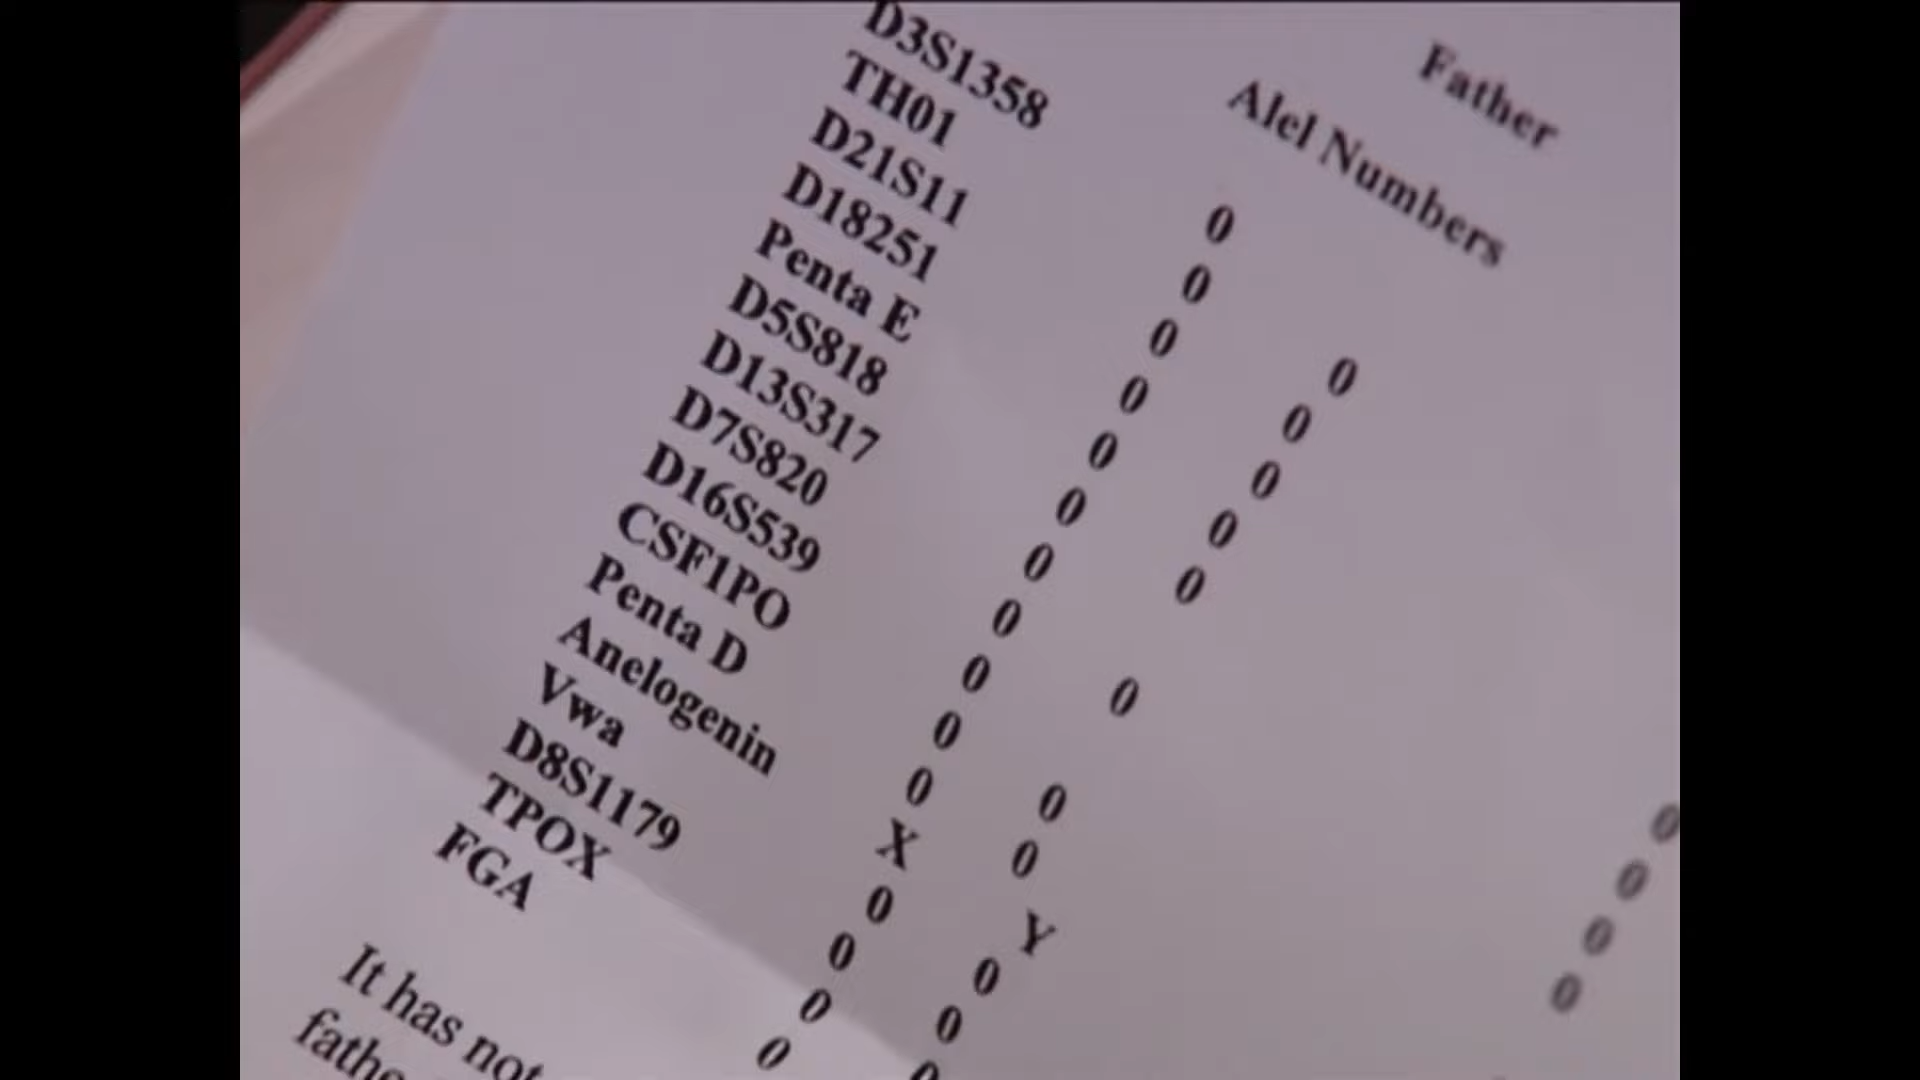 Father
Alel Numbers
D3S1358 0 0
TH01 0 0
D21S11 0 0
D18251 0 0
Penta E 0 0
D5S818 0
D13S317 0 0
D7S820 0
D16S539 0 0
CSF1PO 0 0
Penta D 0
Anelogenin X Y
Vwa 0 0
D8S1179 0 0
TPOX 0 0
FGA 0
0
0
0
0
It has not